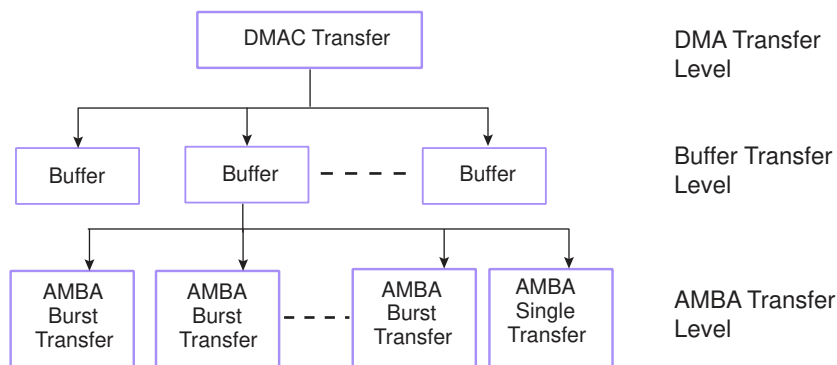 DMAC Transfer
DMA Transfer
Level
Buffer
Buffer
Buffer
Buffer Transfer
Level
AMBA
Burst
Transfer
AMBA
Burst
Transfer
AMBA
Burst
Transfer
AMBA
Single
Transfer
AMBA Transfer
Level